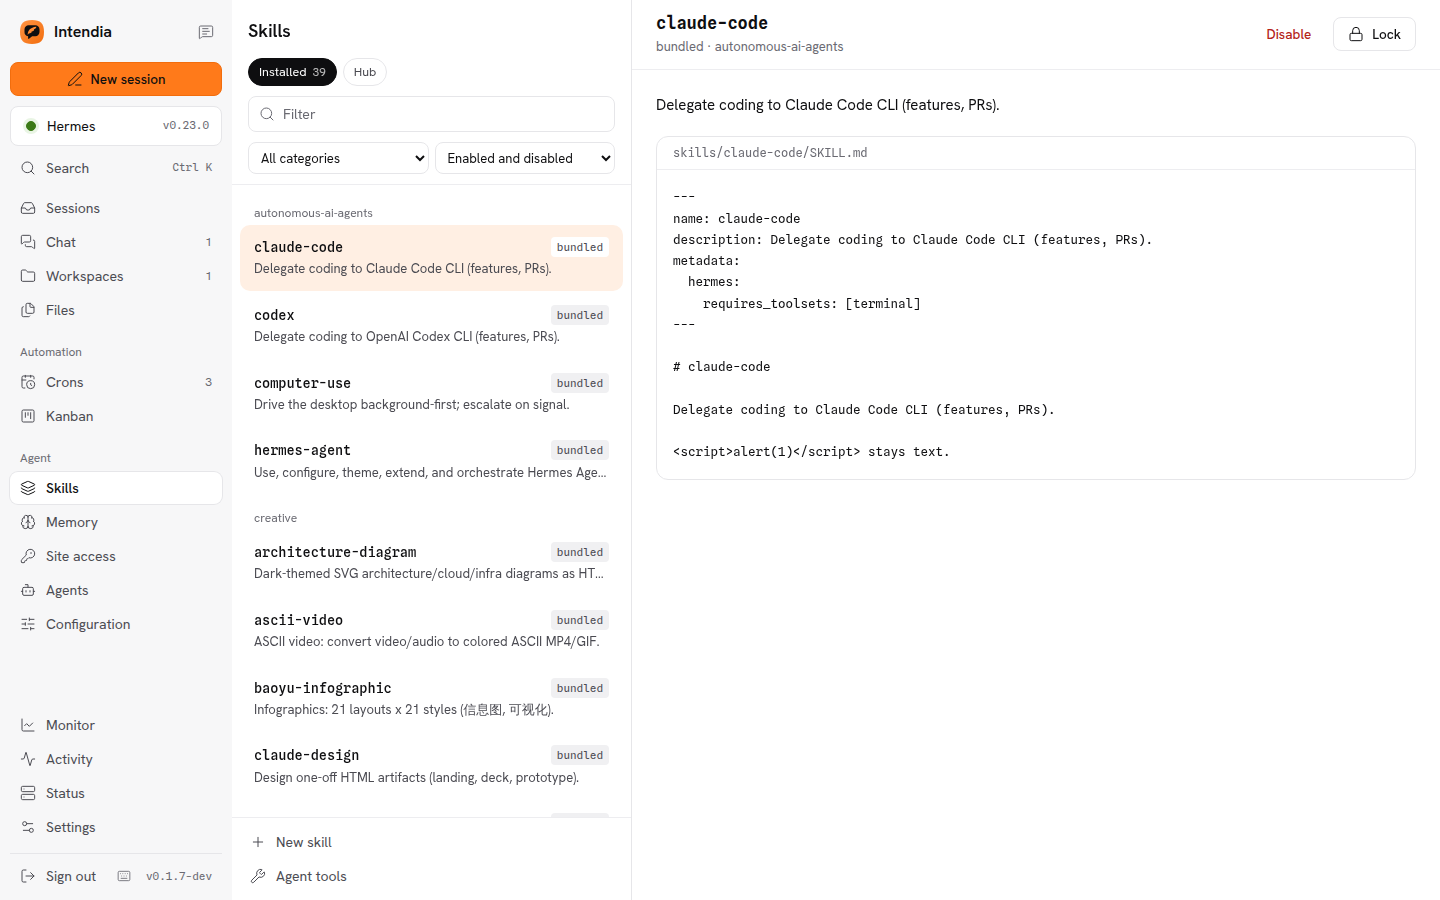 Intendia
New session
Hermes v0.23.0
Search Ctrl K
Sessions
Chat 1
Workspaces 1
Files
Automation
Crons 3
Kanban
Agent
Skills
Memory
Site access
Agents
Configuration
Monitor
Activity
Status
Settings
Sign out v0.1.7-dev
Skills
Installed 39 Hub
Filter
All categories Enabled and disabled
autonomous-ai-agents
claude-code bundled
Delegate coding to Claude Code CLI (features, PRs).
codex bundled
Delegate coding to OpenAI Codex CLI (features, PRs).
computer-use bundled
Drive the desktop background-first; escalate on signal.
hermes-agent bundled
Use, configure, theme, extend, and orchestrate Hermes Age...
creative
architecture-diagram bundled
Dark-themed SVG architecture/cloud/infra diagrams as HT...
ascii-video bundled
ASCII video: convert video/audio to colored ASCII MP4/GIF.
baoyu-infographic bundled
Infographics: 21 layouts x 21 styles (信息图, 可视化).
claude-design bundled
Design one-off HTML artifacts (landing, deck, prototype).
New skill
Agent tools
claude-code
bundled · autonomous-ai-agents
Disable Lock
Delegate coding to Claude Code CLI (features, PRs).
skills/claude-code/SKILL.md
---
name: claude-code
description: Delegate coding to Claude Code CLI (features, PRs).
metadata:
  hermes:
    requires_toolsets: [terminal]
---
# claude-code
Delegate coding to Claude Code CLI (features, PRs).
<script>alert(1)</script> stays text.